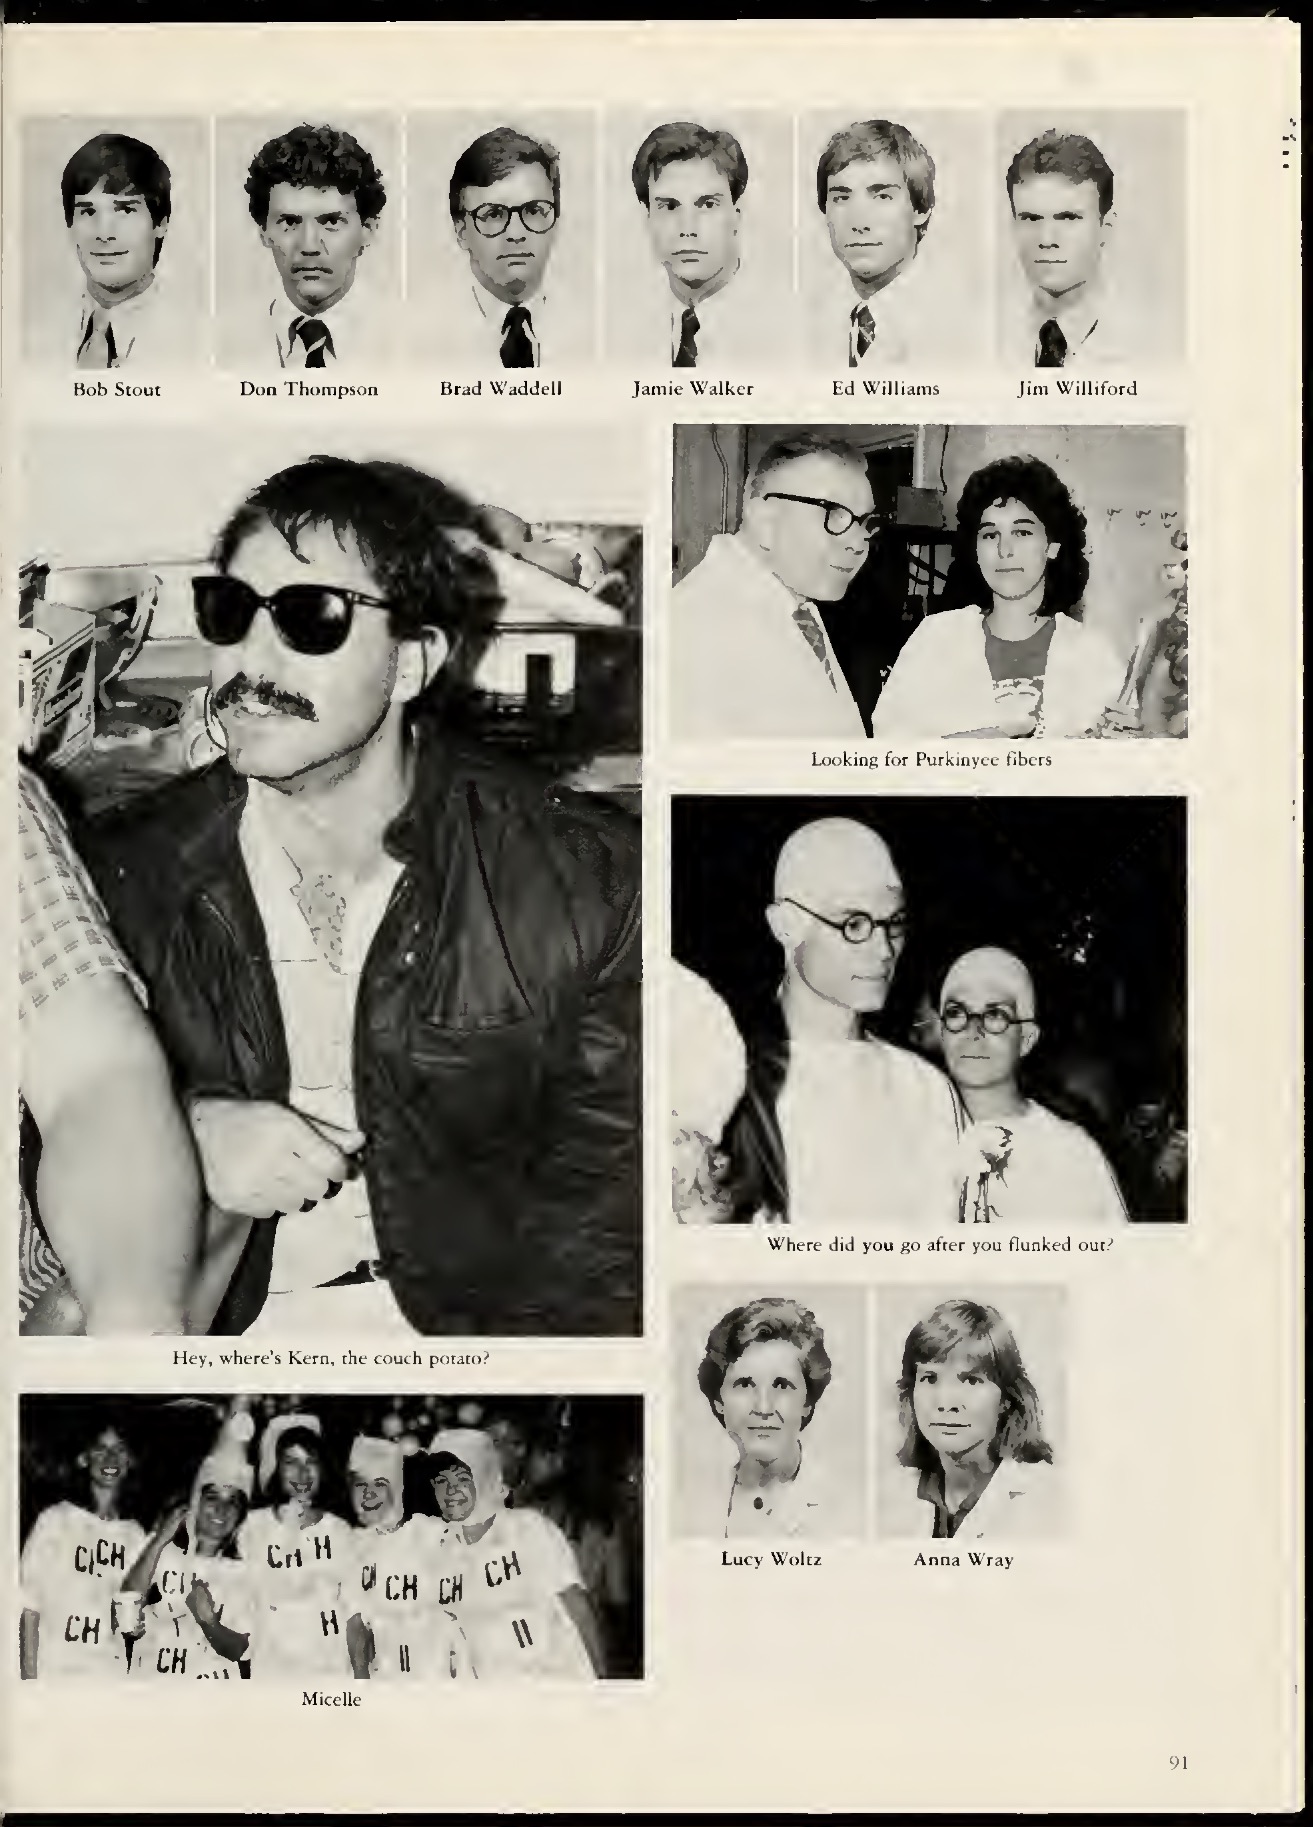 Bob Stout Don Thompson Brad Waddell Jamie Walker Ed Williams Jim Williford
Looking for Purkinyee fibers
Where did you go after you flunked out?
Hey, where's Kern, the couch potato?
Lucy Woltz Anna Wray
CH CH CH H
CH CH CH
CH H
CH
Micelle
91